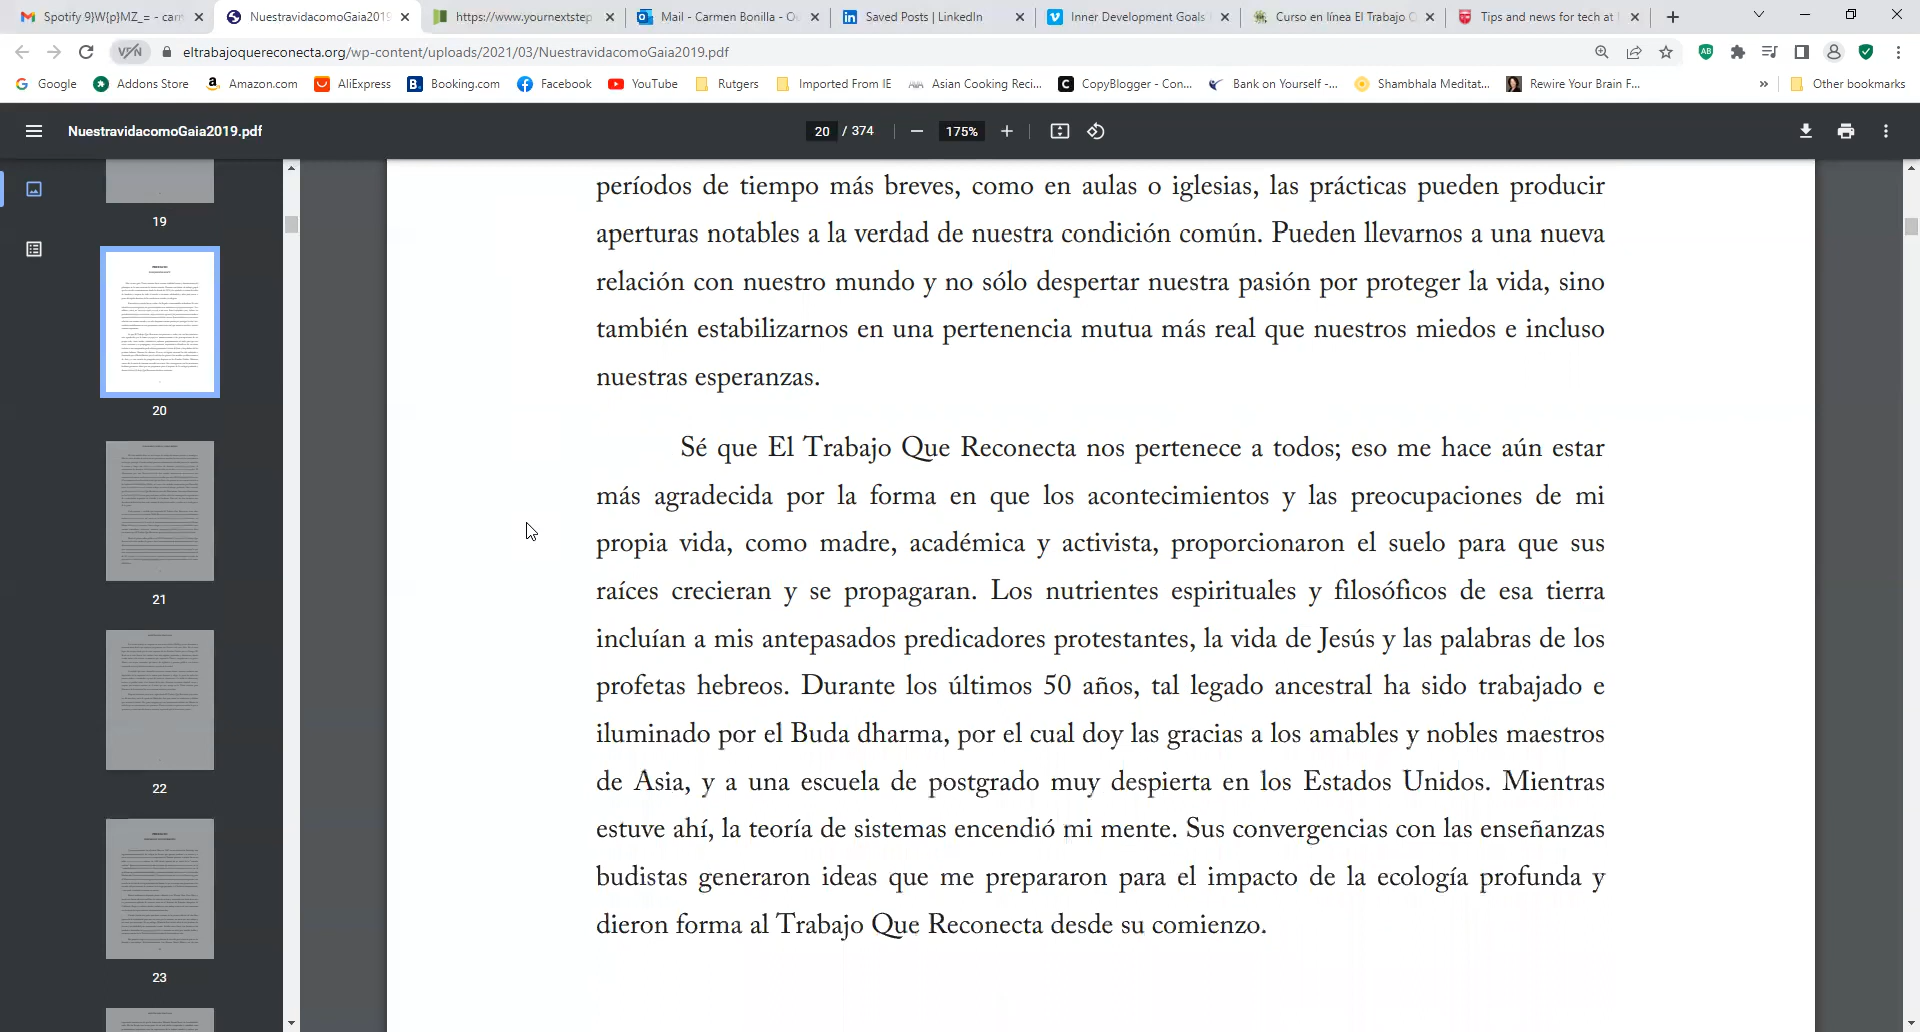 Spotify 9}W{p}MZ_= - carr
NuestravidacomoGaia2019
https://www.yournextstep
Mail - Carmen Bonilla - O
Saved Posts | LinkedIn
Inner Development Goals
Curso en línea El Trabajo
Tips and news for tech at
VPN
eltrabajoquereconecta.org/wp-content/uploads/2021/03/NuestravidacomoGaia2019.pdf
Google
Addons Store
Amazon.com
AliExpress
Booking.com
Facebook
YouTube
Rutgers
Imported From IE
Asian Cooking Reci...
CopyBlogger - Con...
Bank on Yourself -...
Shambhala Meditat...
Rewire Your Brain F...
»
Other bookmarks
NuestravidacomoGaia2019.pdf
20 / 374
175%
19
20
21
22
23
períodos de tiempo más breves, como en aulas o iglesias, las prácticas pueden producir
aperturas notables a la verdad de nuestra condición común. Pueden llevarnos a una nueva
relación con nuestro mundo y no sólo despertar nuestra pasión por proteger la vida, sino
también estabilizarnos en una pertenencia mutua más real que nuestros miedos e incluso
nuestras esperanzas.
Sé que El Trabajo Que Reconecta nos pertenece a todos; eso me hace aún estar
más agradecida por la forma en que los acontecimientos y las preocupaciones de mi
propia vida, como madre, académica y activista, proporcionaron el suelo para que sus
raíces crecieran y se propagaran. Los nutrientes espirituales y filosóficos de esa tierra
incluían a mis antepasados predicadores protestantes, la vida de Jesús y las palabras de los
profetas hebreos. Durante los últimos 50 años, tal legado ancestral ha sido trabajado e
iluminado por el Buda dharma, por el cual doy las gracias a los amables y nobles maestros
de Asia, y a una escuela de postgrado muy despierta en los Estados Unidos. Mientras
estuve ahí, la teoría de sistemas encendió mi mente. Sus convergencias con las enseñanzas
budistas generaron ideas que me prepararon para el impacto de la ecología profunda y
dieron forma al Trabajo Que Reconecta desde su comienzo.